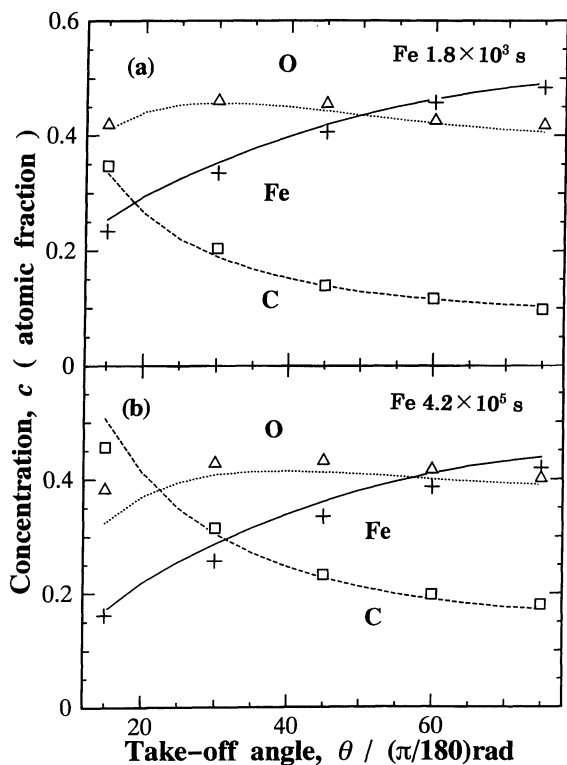 0.6
(a)
O
Fe 1.8×10³ s
0.4
Fe
0.2
C
0
(b)
O
Fe 4.2×10⁵ s
0.4
Fe
0.2
C
0
20 40 60 80
Take-off angle, θ / (π/180)rad
Concentration, c ( atomic fraction)